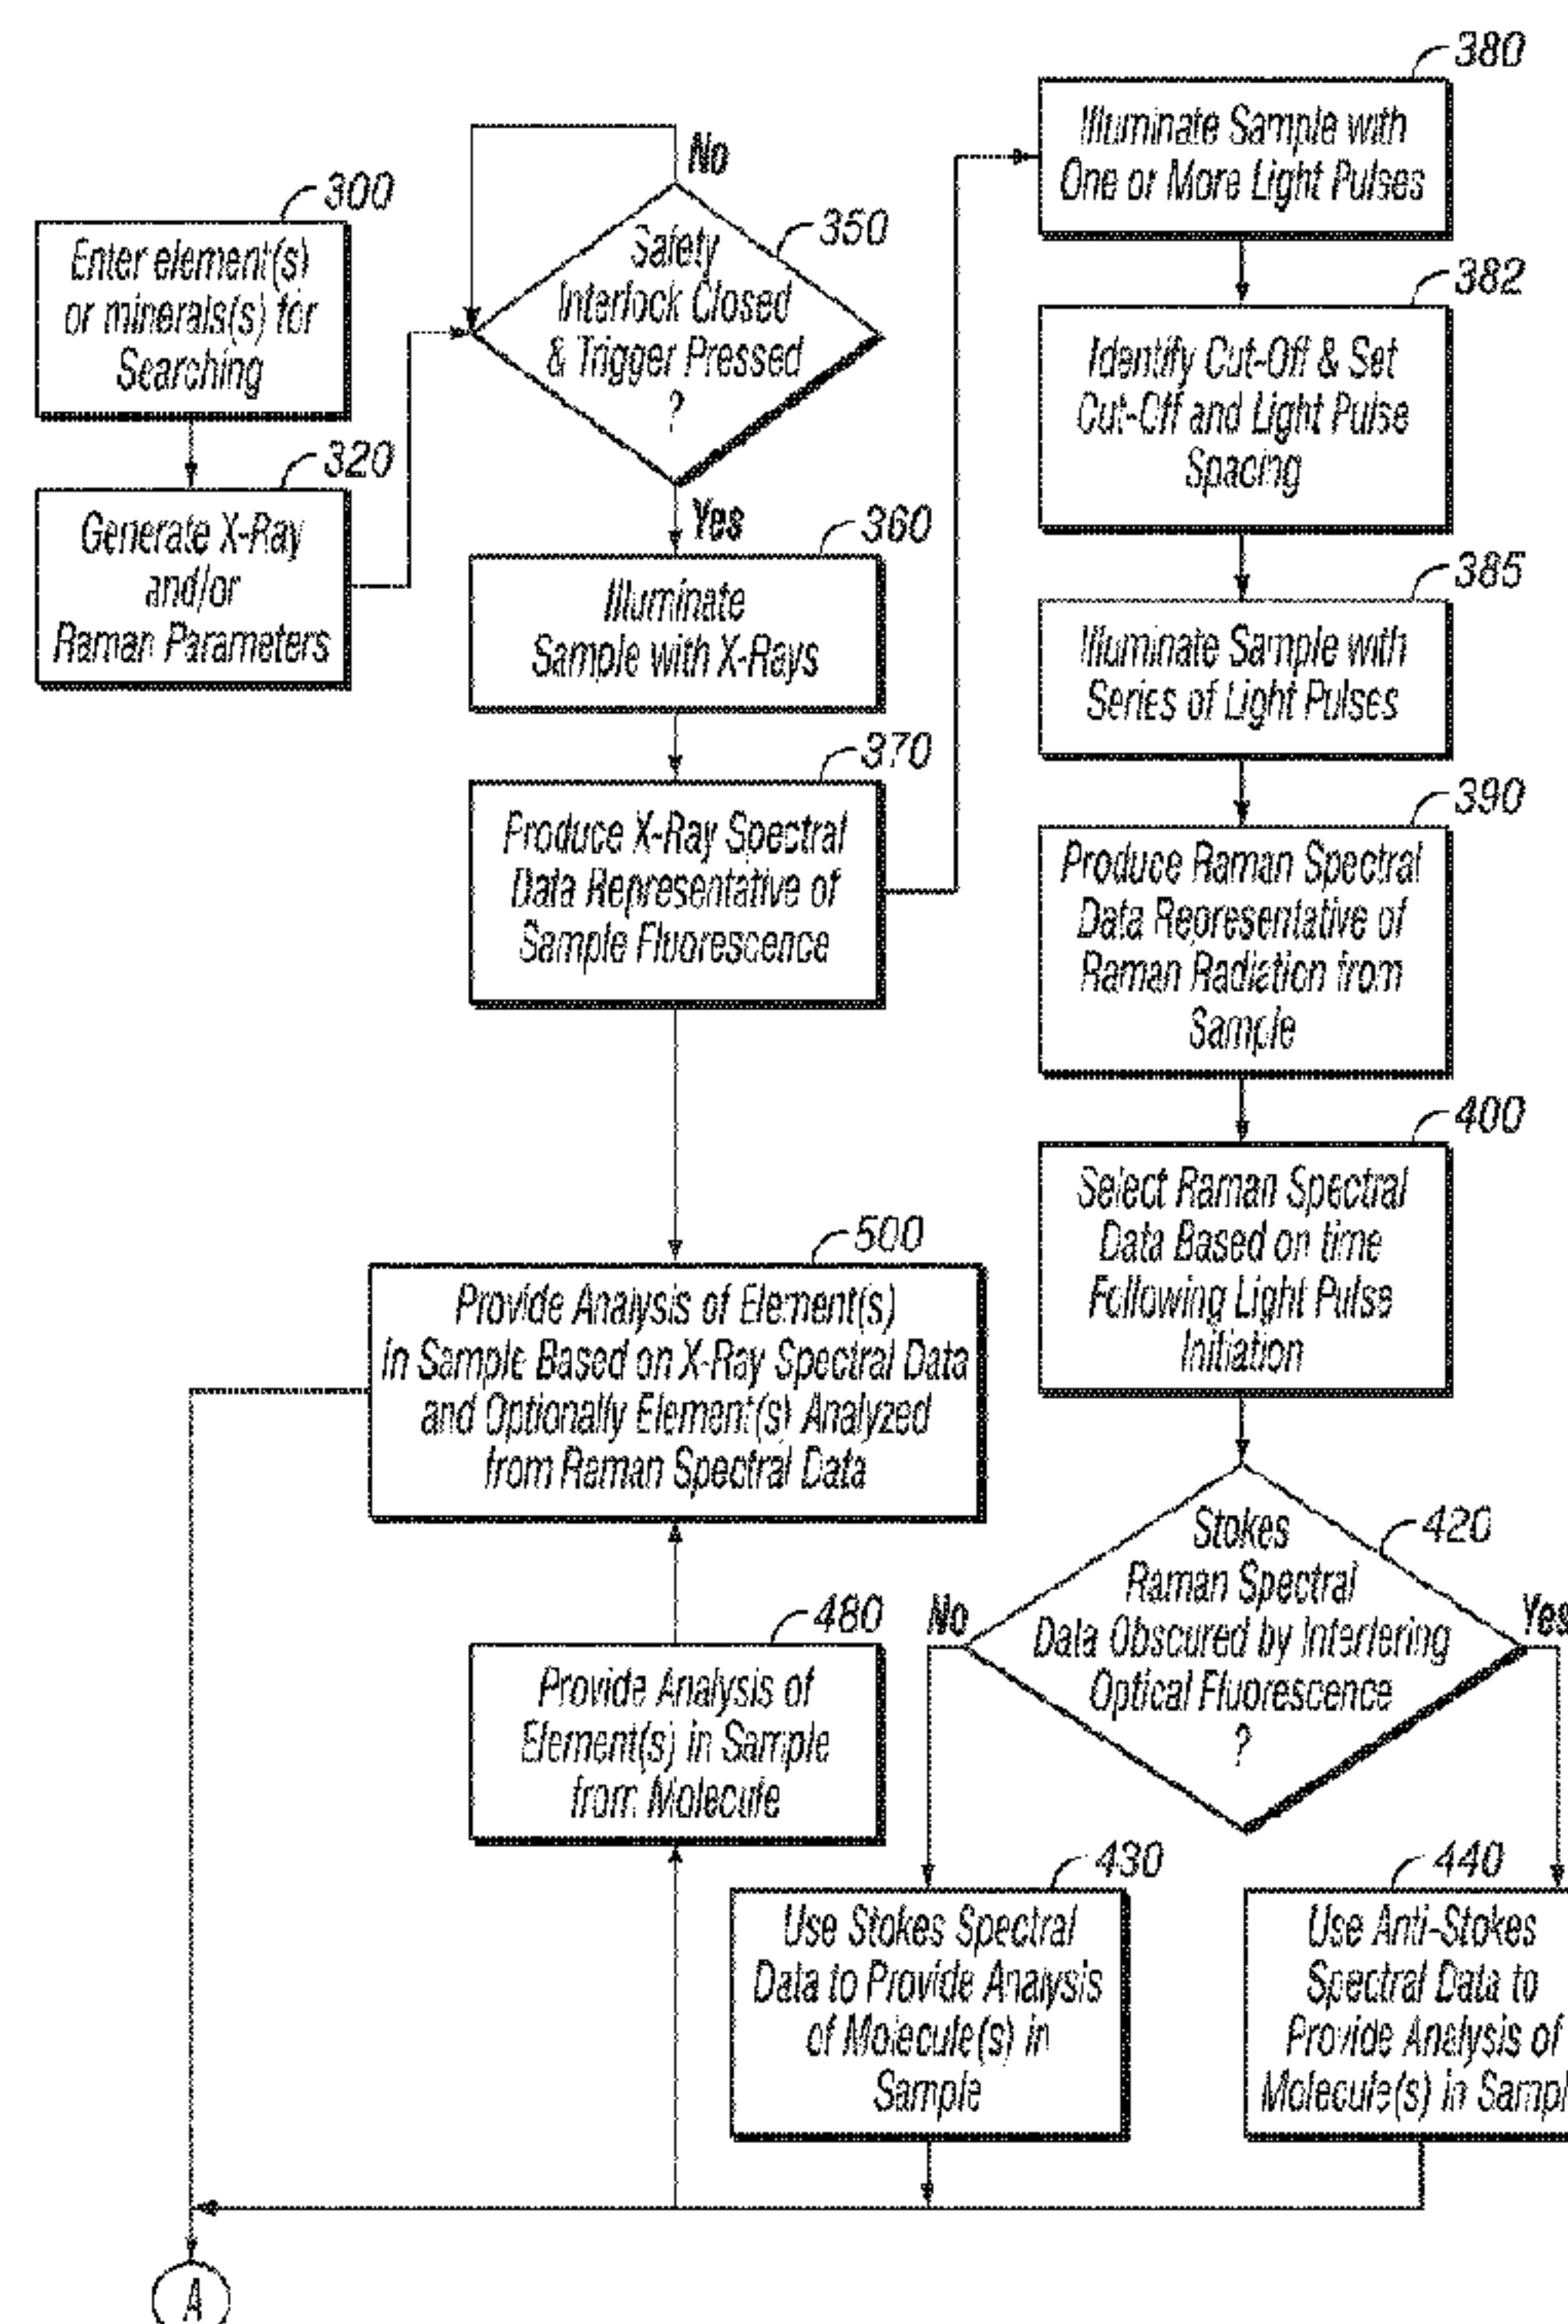 300
Enter element(s)
or minerals(s) for
Searching
320
Generate X-Ray
and/or
Raman Parameters
No
350
Safety
Interlock Closed
& Trigger Pressed
?
Yes
360
Illuminate
Sample with X-Rays
370
Produce X-Ray Spectral
Data Representative of
Sample Fluorescence
380
Illuminate Sample with
One or More Light Pulses
382
Identify Cut-Off & Set
Cut-Off and Light Pulse
Spacing
385
Illuminate Sample with
Series of Light Pulses
390
Produce Raman Spectral
Data Representative of
Raman Radiation from
Sample
400
Select Raman Spectral
Data Based on time
Following Light Pulse
Initiation
420
Stokes
Raman Spectral
Data Obscured by Interfering
Optical Fluorescence
?
No
Yes
430
Use Stokes Spectral
Data to Provide Analysis
of Molecule(s) in
Sample
440
Use Anti-Stokes
Spectral Data to
Provide Analysis of
Molecule(s) in Sampl
480
Provide Analysis of
Element(s) in Sample
from Molecule
500
Provide Analysis of Element(s)
in Sample Based on X-Ray Spectral Data
and Optionally Element(s) Analyzed
from Raman Spectral Data
A